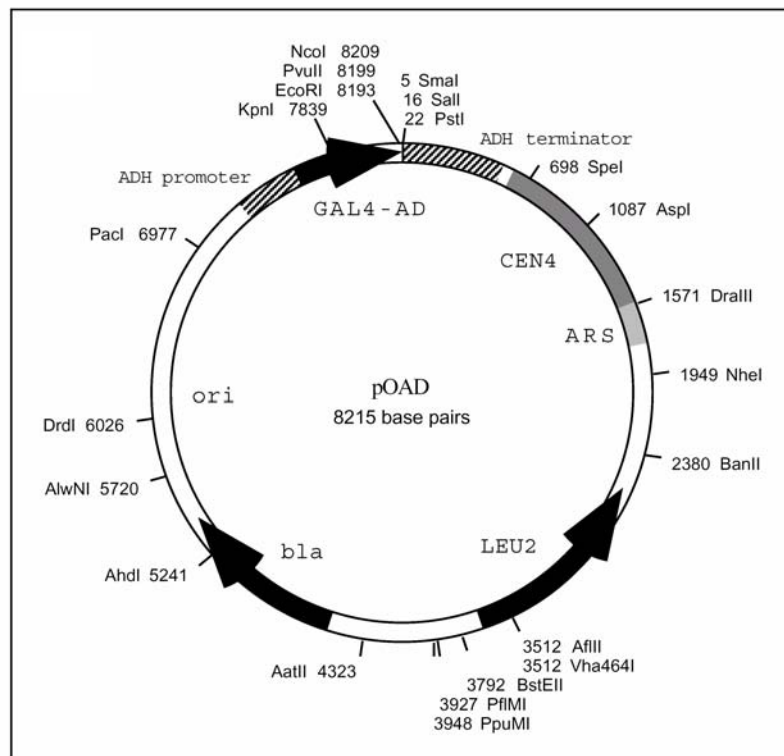 NcoI 8209
PvuII 8199
EcoRI 8193
KpnI 7839
5 SmaI
16 SalI
22 PstI
ADH terminator
698 SpeI
1087 AspI
CEN4
1571 DraIII
ARS
1949 NheI
2380 BanII
LEU2
3512 AflII
3512 Vha464I
3792 BstEII
3927 PflMI
3948 PpuMI
AatII 4323
bla
AhdI 5241
AlwNI 5720
DrdI 6026
ori
PacI 6977
ADH promoter
GAL4-AD
pOAD
8215 base pairs